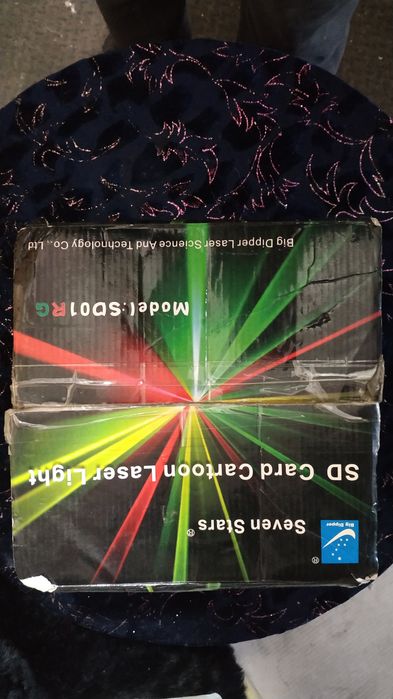 Big Dipper
®
Seven Stars®
SD Card Cartoon Laser Light
Model:SD01RG
Big Dipper Laser Science And Technology Co., Ltd